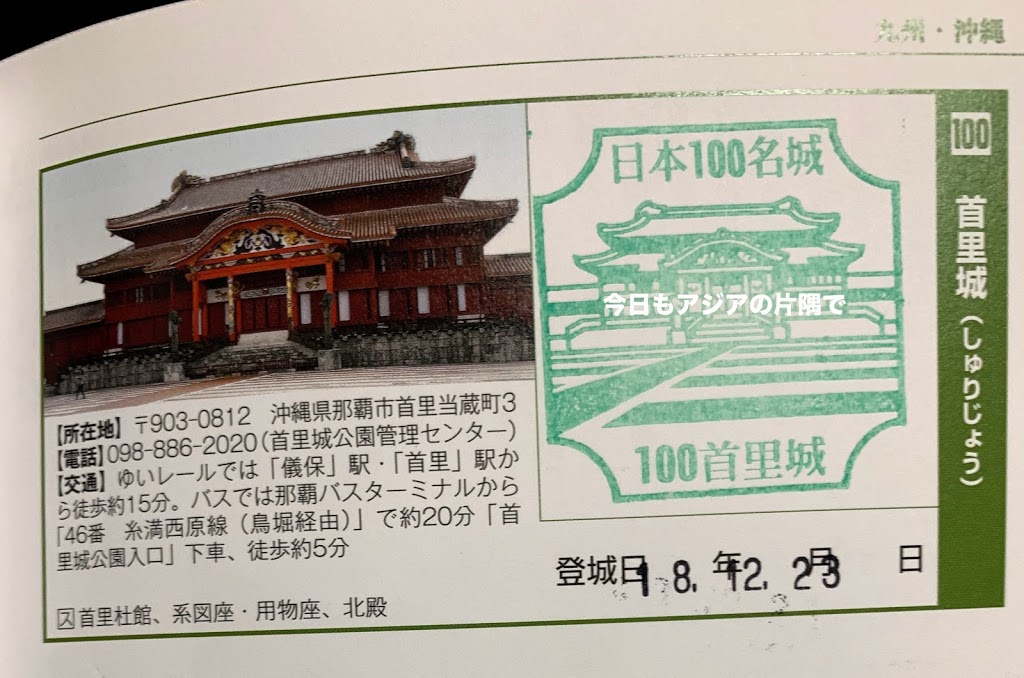 九州・沖縄
100
首里城(しゅりじょう)
日本100名城
今日もアジアの片隅で
100首里城
【所在地】〒903-0812 沖縄県那覇市首里当蔵町3
【電話】098-886-2020(首里城公園管理センター)
【交通】ゆいレールでは「儀保」駅・「首里」駅か
ら徒歩約15分。バスでは那覇バスターミナルから
「46番 糸満西原線(鳥堀経由)」で約20分「首
里城公園入口」下車、徒歩約5分
ス首里杜館、系図座・用物座、北殿
登城日 年 月 日
18.12.23